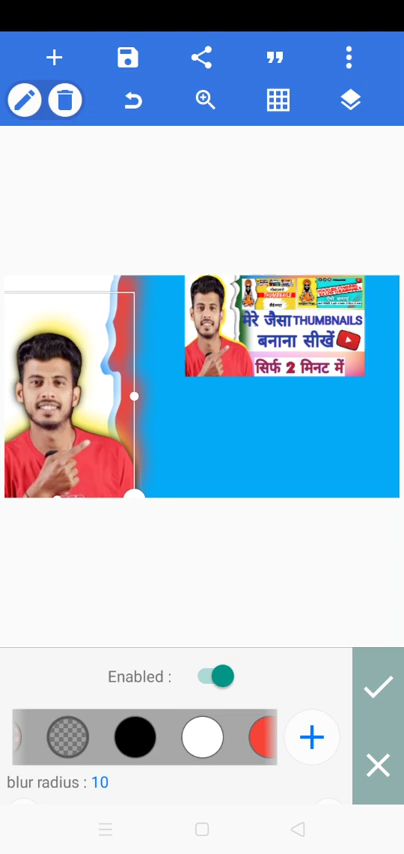 Enabled :
blur radius : 10
मेरे जैसा THUMBNAILS
बनाना सीखें
सिर्फ 2 मिनट में